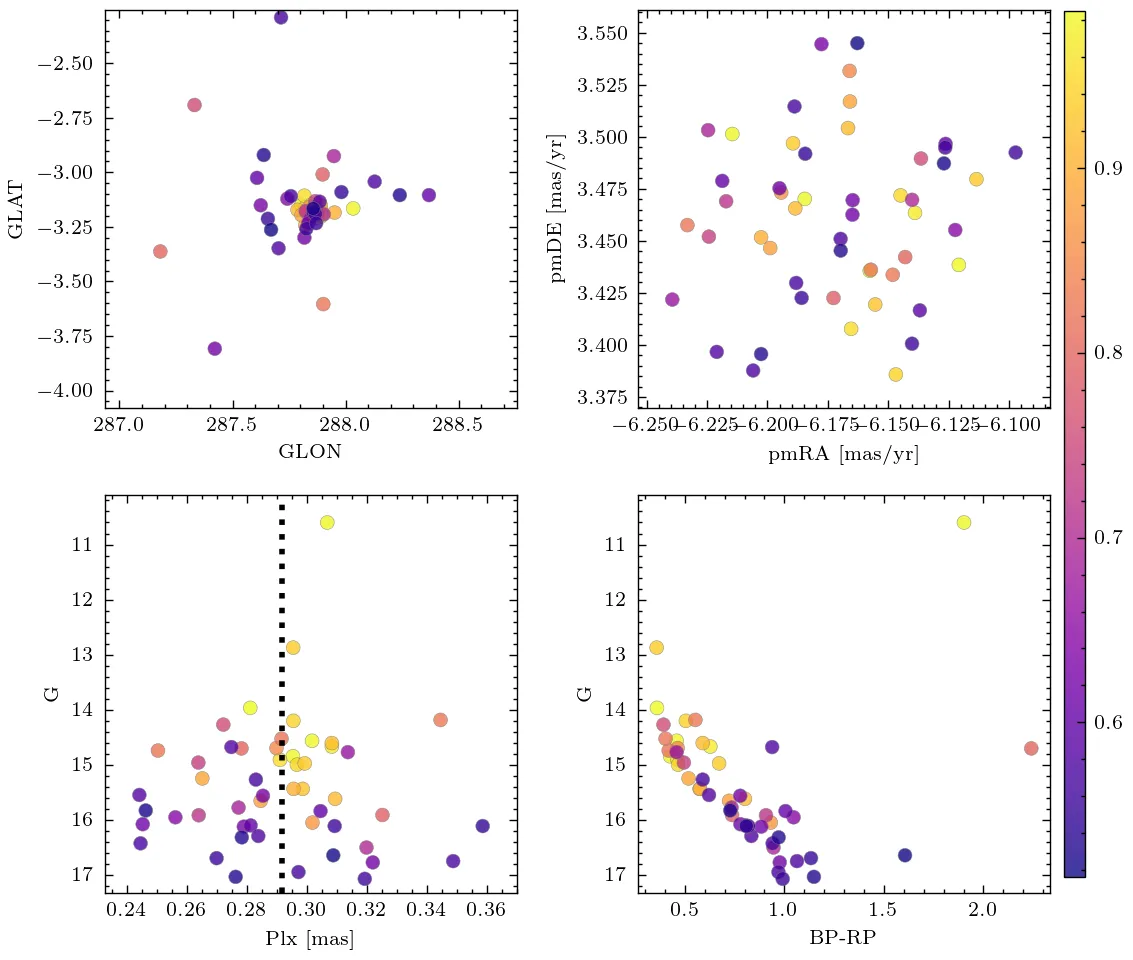 −2.50
−2.75
−3.00
−3.25
−3.50
−3.75
−4.00
GLAT
287.0 287.5 288.0 288.5
GLON
3.550
3.525
3.500
3.475
3.450
3.425
3.400
3.375
pmDE [mas/yr]
−6.250 −6.225 −6.200 −6.175 −6.150 −6.125 −6.100
pmRA [mas/yr]
0.9
0.8
0.7
0.6
11
12
13
14
15
16
17
G
0.24 0.26 0.28 0.30 0.32 0.34 0.36
Plx [mas]
11
12
13
14
15
16
17
G
0.5 1.0 1.5 2.0
BP-RP